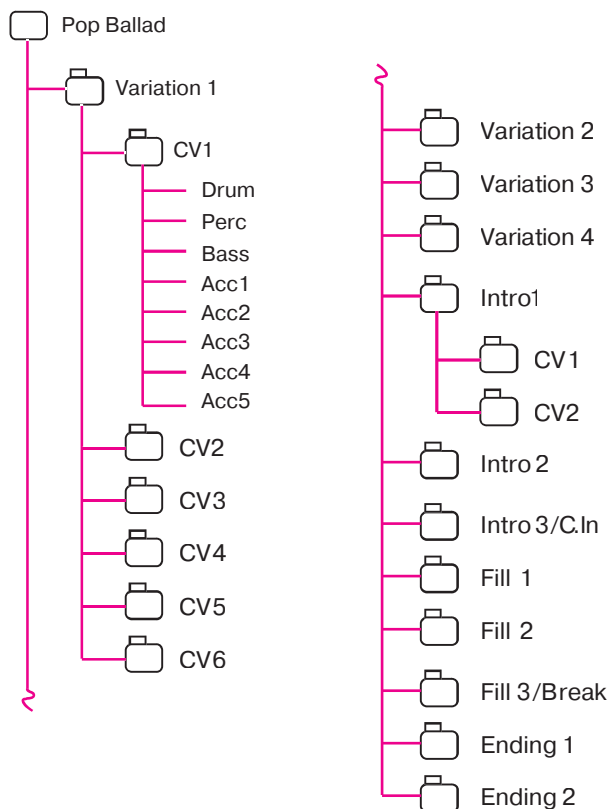 Pop Ballad
Variation 1
CV1
Drum
Perc
Bass
Acc1
Acc2
Acc3
Acc4
Acc5
CV2
CV3
CV4
CV5
CV6
Variation 2
Variation 3
Variation 4
Intro1
CV1
CV2
Intro 2
Intro 3/C.In
Fill 1
Fill 2
Fill 3/Break
Ending 1
Ending 2